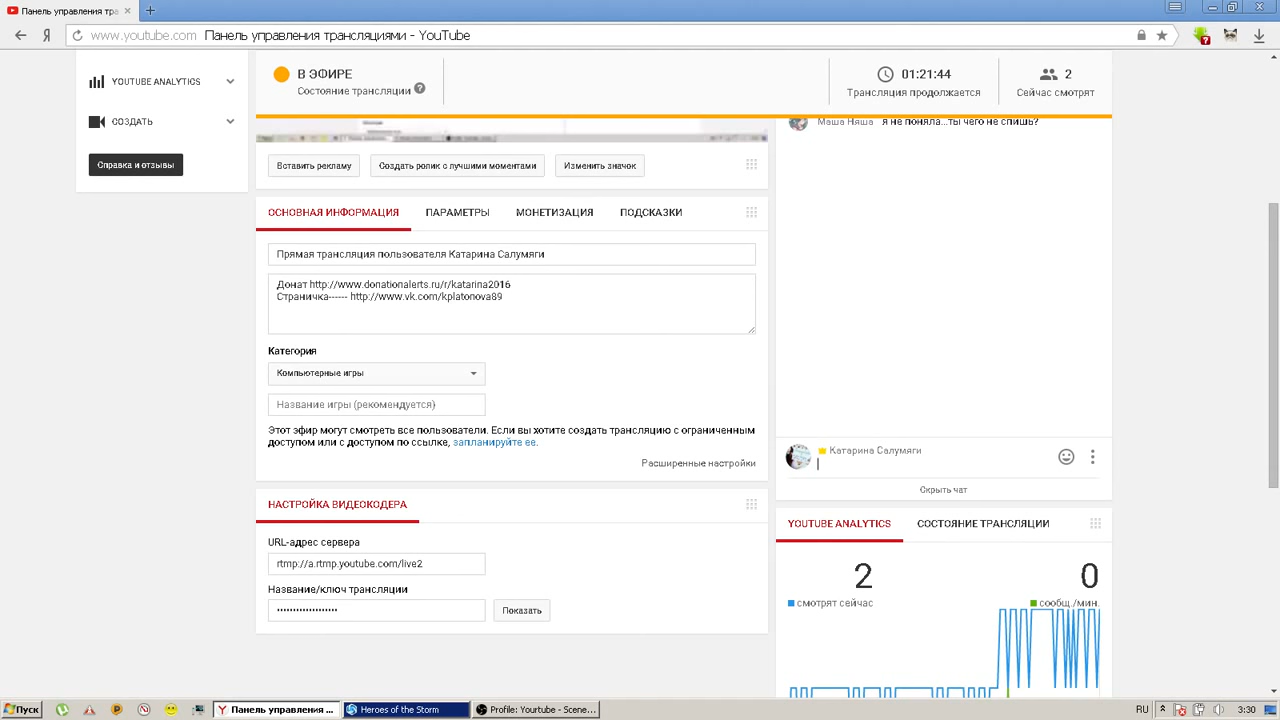 Панель управления тра
www.youtube.com Панель управления трансляциями - YouTube
YOUTUBE ANALYTICS
СОЗДАТЬ
Справка и отзывы
В ЭФИРЕ
Состояние трансляции ?
01:21:44
Трансляция продолжается
2
Сейчас смотрят
Вставить рекламу
Создать ролик с лучшими моментами
Изменить значок
ОСНОВНАЯ ИНФОРМАЦИЯ
ПАРАМЕТРЫ
МОНЕТИЗАЦИЯ
ПОДСКАЗКИ
Прямая трансляция пользователя Катарина Салумяги
Донат http://www.donationalerts.ru/r/katarina2016
Страничка------ http://www.vk.com/kplatonova89
Категория
Компьютерные игры
Название игры (рекомендуется)
Этот эфир могут смотреть все пользователи. Если вы хотите создать трансляцию с ограниченным
доступом или с доступом по ссылке, запланируйте ее.
Расширенные настройки
НАСТРОЙКА ВИДЕОКОДЕРА
URL-адрес сервера
rtmp://a.rtmp.youtube.com/live2
Название/ключ трансляции
Показать
Маша Няша я не поняла...ты чего не спишь?
Катарина Салумяги
Скрыть чат
YOUTUBE ANALYTICS
СОСТОЯНИЕ ТРАНСЛЯЦИИ
2
смотрят сейчас
0
сообщ./мин.
Пуск
Панель управления ...
Heroes of the Storm
Profile: Yourtube - Scene...
RU
3:30